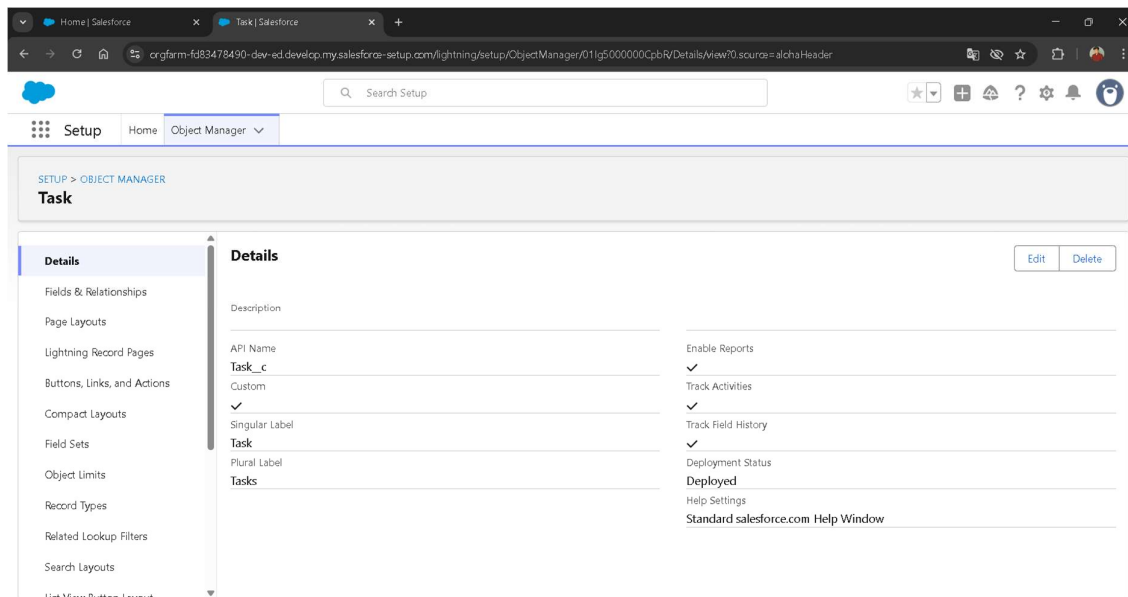 Home | Salesforce
Task | Salesforce
orgfarm-fd83478490-dev-ed.develop.my.salesforce-setup.com/lightning/setup/ObjectManager/01Ig5000000CpbR/Details/view?0.source=alohaHeader
Search Setup
Setup
Home
Object Manager
SETUP > OBJECT MANAGER
Task
Details
Fields & Relationships
Page Layouts
Lightning Record Pages
Buttons, Links, and Actions
Compact Layouts
Field Sets
Object Limits
Record Types
Related Lookup Filters
Search Layouts
List View Button Layout
Details
Edit
Delete
Description
API Name
Task__c
Custom
Singular Label
Task
Plural Label
Tasks
Enable Reports
Track Activities
Track Field History
Deployment Status
Deployed
Help Settings
Standard salesforce.com Help Window